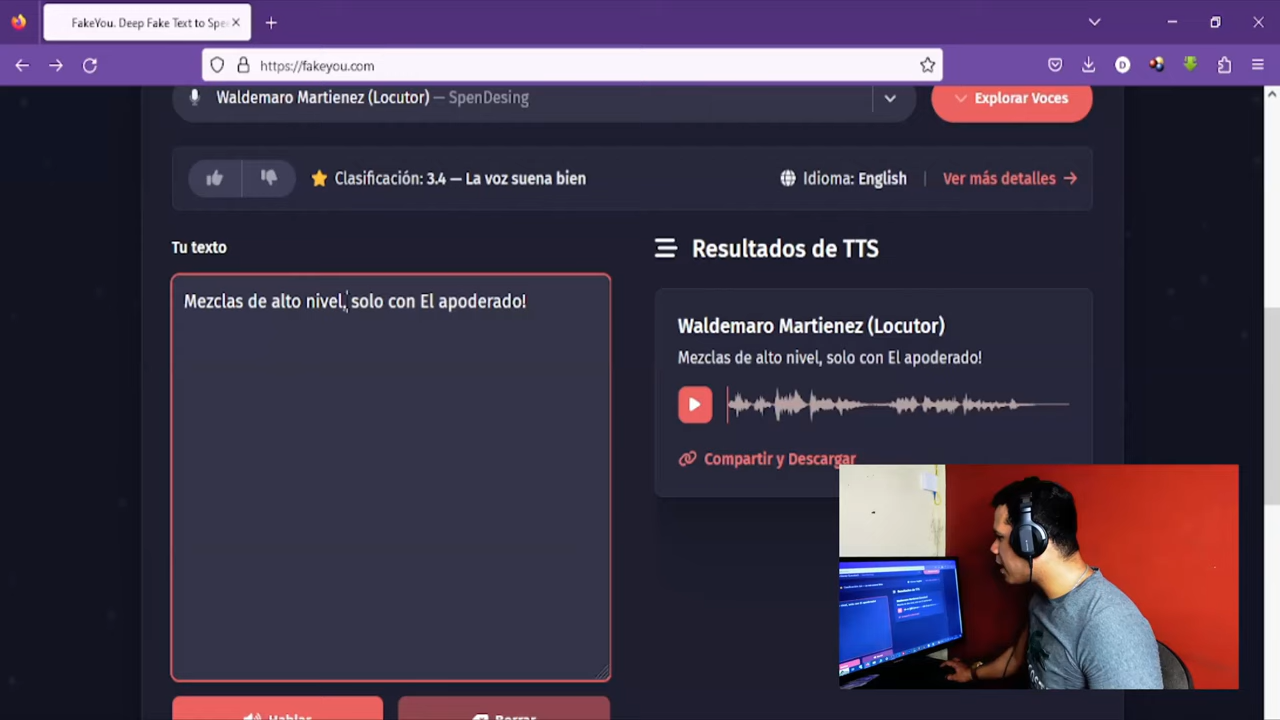 FakeYou. Deep Fake Text to Spe
https://fakeyou.com
Waldemaro Martienez (Locutor) — SpenDesing
Explorar Voces
Clasificación: 3.4 — La voz suena bien
Idioma: English
Ver más detalles
Tu texto
Mezclas de alto nivel, solo con El apoderado!
Resultados de TTS
Waldemaro Martienez (Locutor)
Mezclas de alto nivel, solo con El apoderado!
Compartir y Descargar
Hablar
Borrar